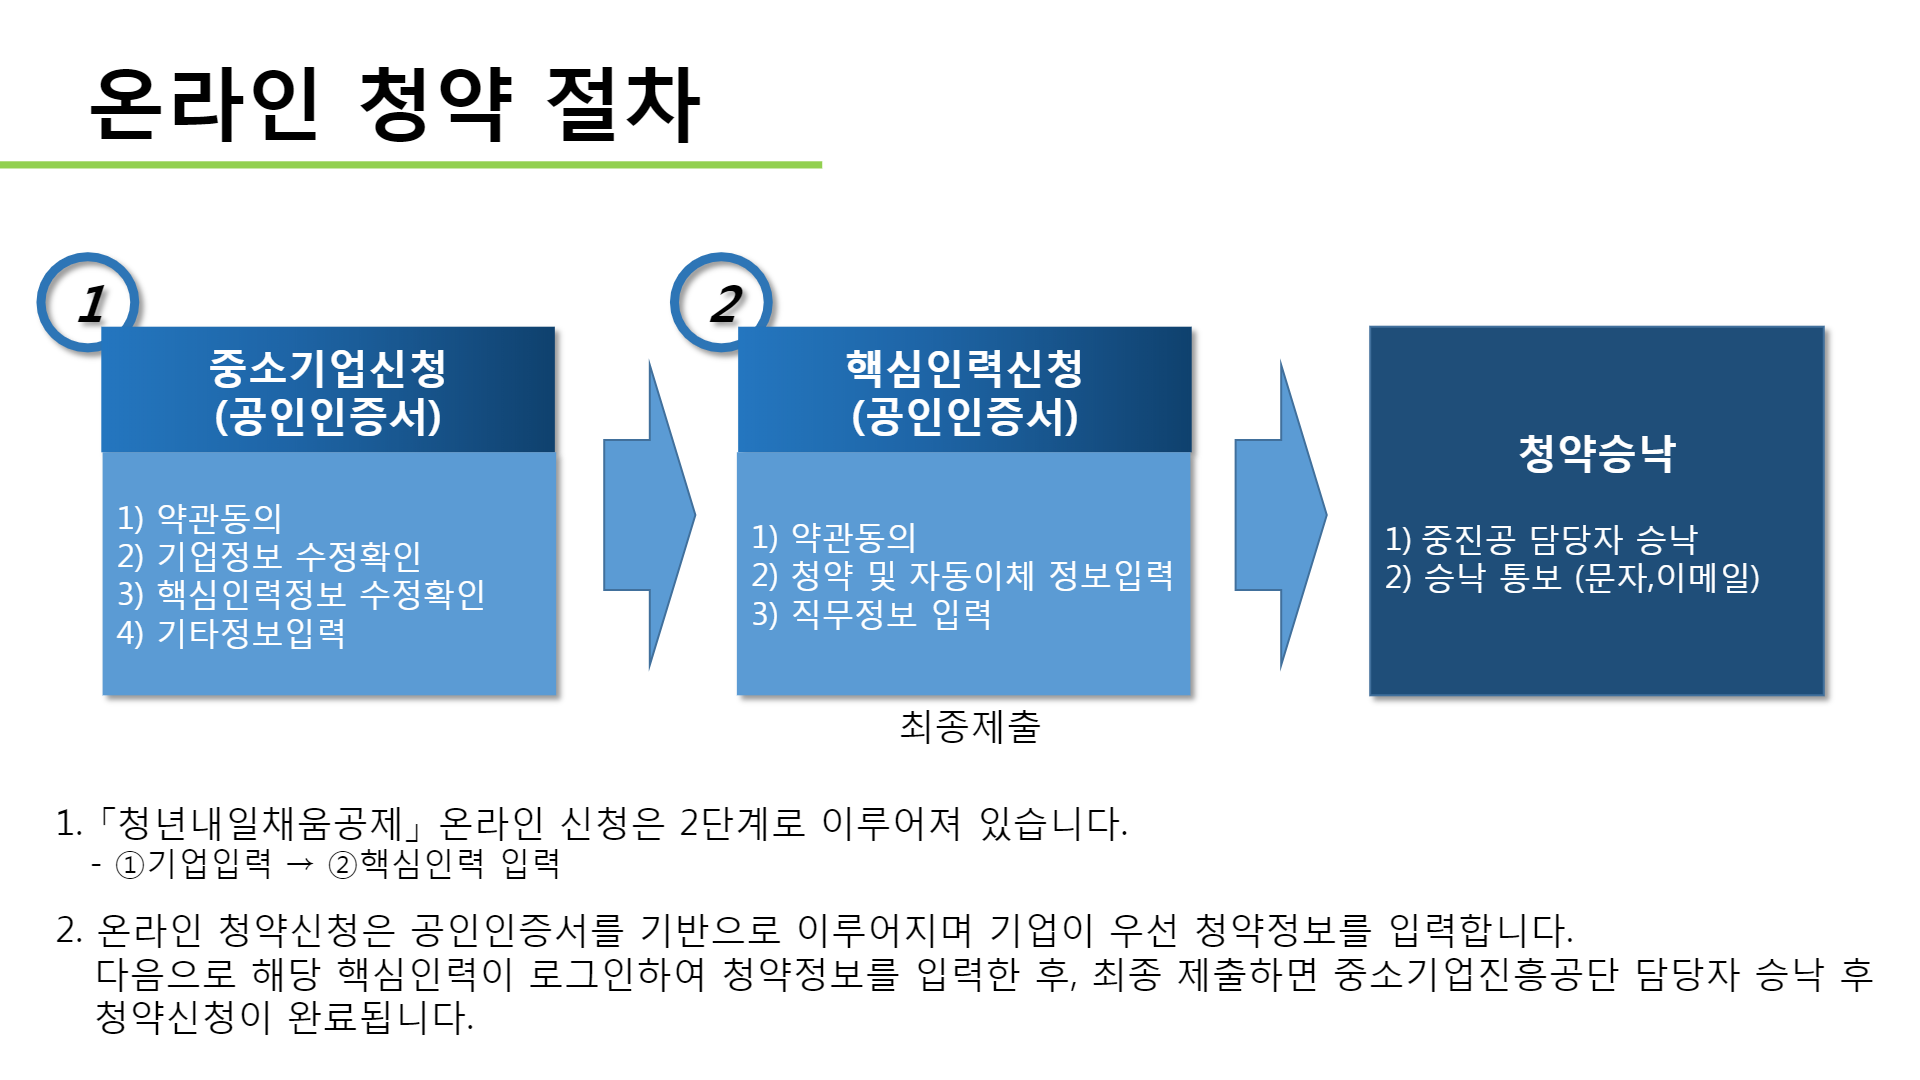 온라인 청약 절차
1
중소기업신청
(공인인증서)
1) 약관동의
2) 기업정보 수정확인
3) 핵심인력정보 수정확인
4) 기타정보입력
2
핵심인력신청
(공인인증서)
1) 약관동의
2) 청약 및 자동이체 정보입력
3) 직무정보 입력
최종제출
청약승낙
1) 중진공 담당자 승낙
2) 승낙 통보 (문자,이메일)
1. 「청년내일채움공제」 온라인 신청은 2단계로 이루어져 있습니다.
- ①기업입력 → ②핵심인력 입력
2. 온라인 청약신청은 공인인증서를 기반으로 이루어지며 기업이 우선 청약정보를 입력합니다.
다음으로 해당 핵심인력이 로그인하여 청약정보를 입력한 후, 최종 제출하면 중소기업진흥공단 담당자 승낙 후
청약신청이 완료됩니다.